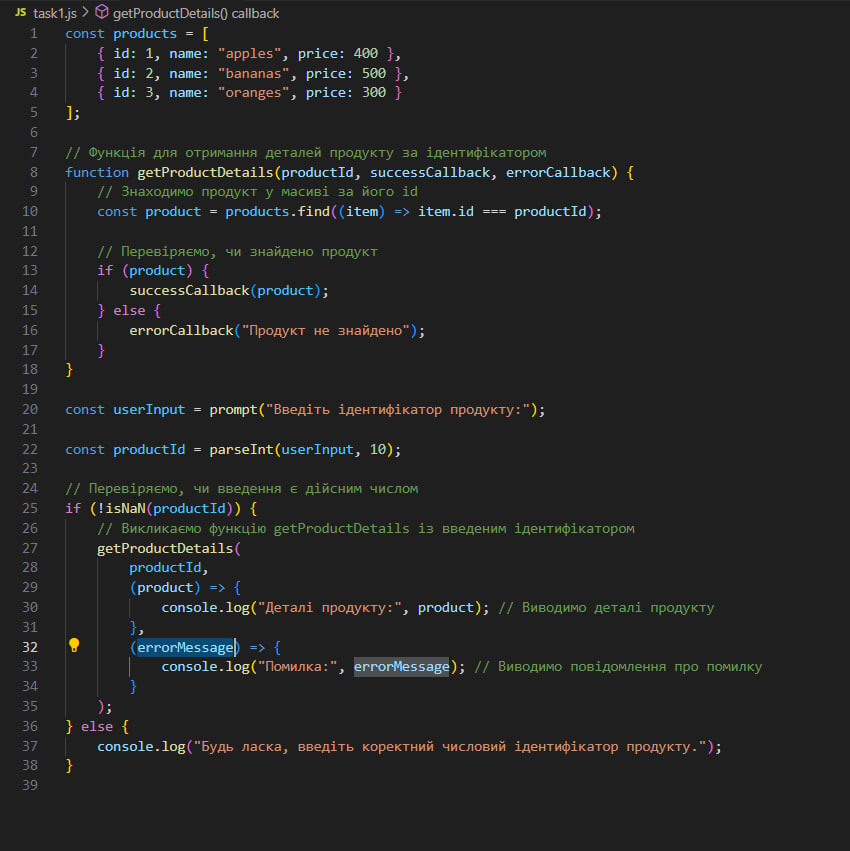 JS task1.js > getProductDetails() callback
1 const products = [
2     { id: 1, name: "apples", price: 400 },
3     { id: 2, name: "bananas", price: 500 },
4     { id: 3, name: "oranges", price: 300 }
5 ];
6
7 // Функція для отримання деталей продукту за ідентифікатором
8 function getProductDetails(productId, successCallback, errorCallback) {
9     // Знаходимо продукт у масиві за його id
10     const product = products.find((item) => item.id === productId);
11
12     // Перевіряємо, чи знайдено продукт
13     if (product) {
14         successCallback(product);
15     } else {
16         errorCallback("Продукт не знайдено");
17     }
18 }
19
20 const userInput = prompt("Введіть ідентифікатор продукту:");
21
22 const productId = parseInt(userInput, 10);
23
24 // Перевіряємо, чи введення є дійсним числом
25 if (!isNaN(productId)) {
26     // Викликаємо функцію getProductDetails із введеним ідентифікатором
27     getProductDetails(
28         productId,
29         (product) => {
30             console.log("Деталі продукту:", product); // Виводимо деталі продукту
31         },
32         (errorMessage) => {
33             console.log("Помилка:", errorMessage); // Виводимо повідомлення про помилку
34         }
35     );
36 } else {
37     console.log("Будь ласка, введіть коректний числовий ідентифікатор продукту.");
38 }
39